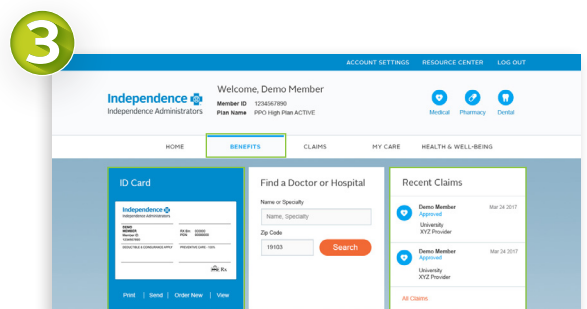 3
ACCOUNT SETTINGS RESOURCE CENTER LOG OUT
Independence
Independence Administrators
Welcome, Demo Member
Member ID 1234567890
Plan Name PPO High Plan ACTIVE
Medical Pharmacy Dental
HOME BENEFITS CLAIMS MY CARE HEALTH & WELL-BEING
ID Card
Independence
Independence Administrators
DEMO
MEMBER
Member ID
1234567890
Rx
Print | Send | Order New | View
Find a Doctor or Hospital
Name or Specialty
Name, Specialty
Zip Code
19103 Search
Recent Claims
Demo Member Mar 24 2017
Approved
University
XYZ Provider
Demo Member Mar 24 2017
Approved
University
XYZ Provider
All Claims